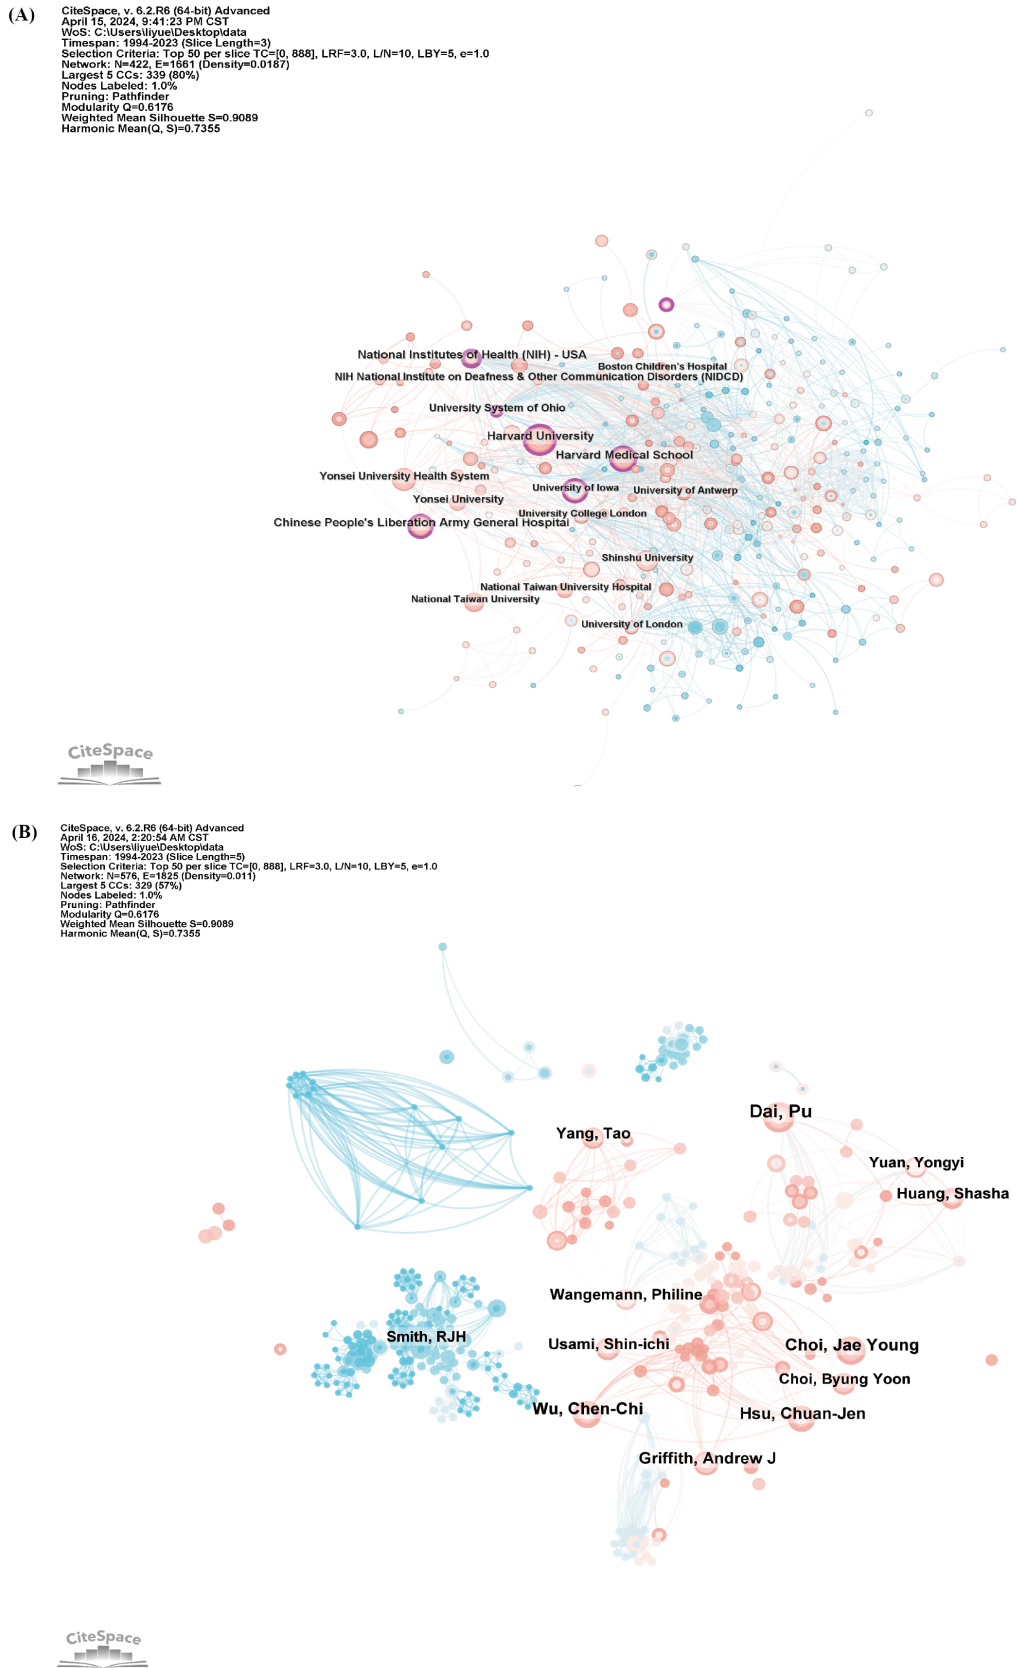 (A)
CiteSpace, v. 6.2.R6 (64-bit) Advanced
April 15, 2024, 9:41:23 PM CST
WoS: C:\Users\liyue\Desktop\data
Timespan: 1994-2023 (Slice Length=3)
Selection Criteria: Top 50 per slice TC=[0, 888], LRF=3.0, L/N=10, LBY=5, e=1.0
Network: N=422, E=1661 (Density=0.0187)
Largest 5 CCs: 339 (80%)
Nodes Labeled: 1.0%
Pruning: Pathfinder
Modularity Q=0.6176
Weighted Mean Silhouette S=0.9089
Harmonic Mean(Q, S)=0.7355
National Institutes of Health (NIH) - USA
Boston Children's Hospital
NIH National Institute on Deafness & Other Communication Disorders (NIDCD)
University System of Ohio
Harvard University
Harvard Medical School
Yonsei University Health System
University of Iowa
University of Antwerp
Yonsei University
University College London
Chinese People's Liberation Army General Hospital
Shinshu University
National Taiwan University Hospital
National Taiwan University
University of London
CiteSpace
(B)
CiteSpace, v. 6.2.R6 (64-bit) Advanced
April 16, 2024, 2:20:54 AM CST
WoS: C:\Users\liyue\Desktop\data
Timespan: 1994-2023 (Slice Length=5)
Selection Criteria: Top 50 per slice TC=[0, 888], LRF=3.0, L/N=10, LBY=5, e=1.0
Network: N=576, E=1825 (Density=0.011)
Largest 5 CCs: 329 (57%)
Nodes Labeled: 1.0%
Pruning: Pathfinder
Modularity Q=0.6176
Weighted Mean Silhouette S=0.9089
Harmonic Mean(Q, S)=0.7355
Dai, Pu
Yang, Tao
Yuan, Yongyi
Huang, Shasha
Wangemann, Philine
Smith, RJH
Usami, Shin-ichi
Choi, Jae Young
Choi, Byung Yoon
Wu, Chen-Chi
Hsu, Chuan-Jen
Griffith, Andrew J
CiteSpace